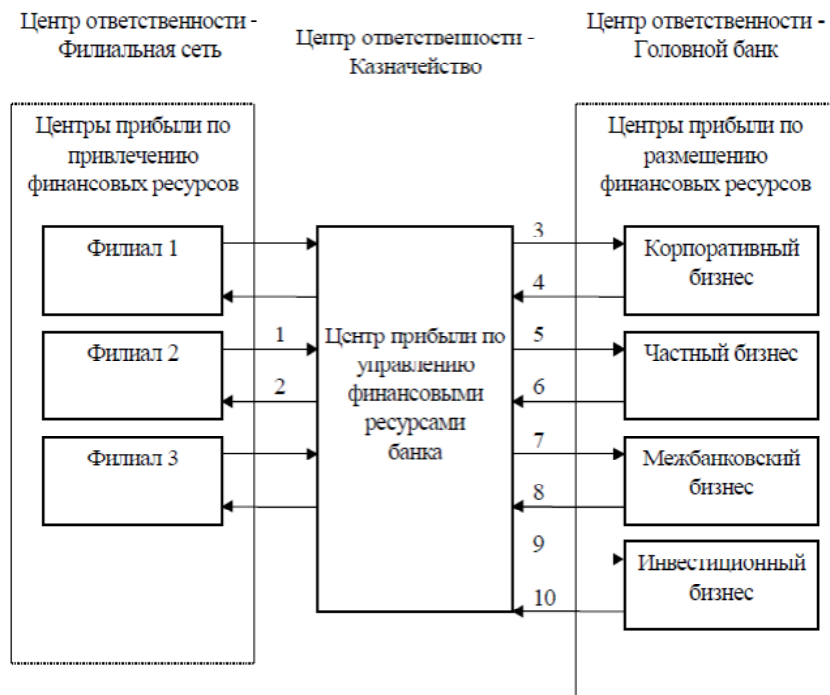 Центр ответственности -
Филиальная сеть
Центр ответственности -
Казначейство
Центр ответственности -
Головной банк
Центры прибыли по
привлечению
финансовых ресурсов
Филиал 1
Филиал 2
Филиал 3
1
2
Центр прибыли по
управлению
финансовыми
ресурсами
банка
3
4
5
6
7
8
9
10
Центры прибыли по
размещению
финансовых ресурсов
Корпоративный
бизнес
Частный бизнес
Межбанковский
бизнес
Инвестиционный
бизнес